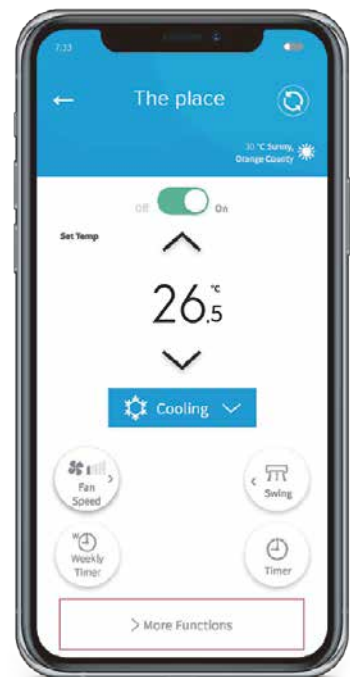 7:33
The place
30 °C Sunny,
Orange County
Off On
Set Temp
26.5 °C
Cooling
Fan
Speed
Swing
W
Weekly
Timer
Timer
> More Functions